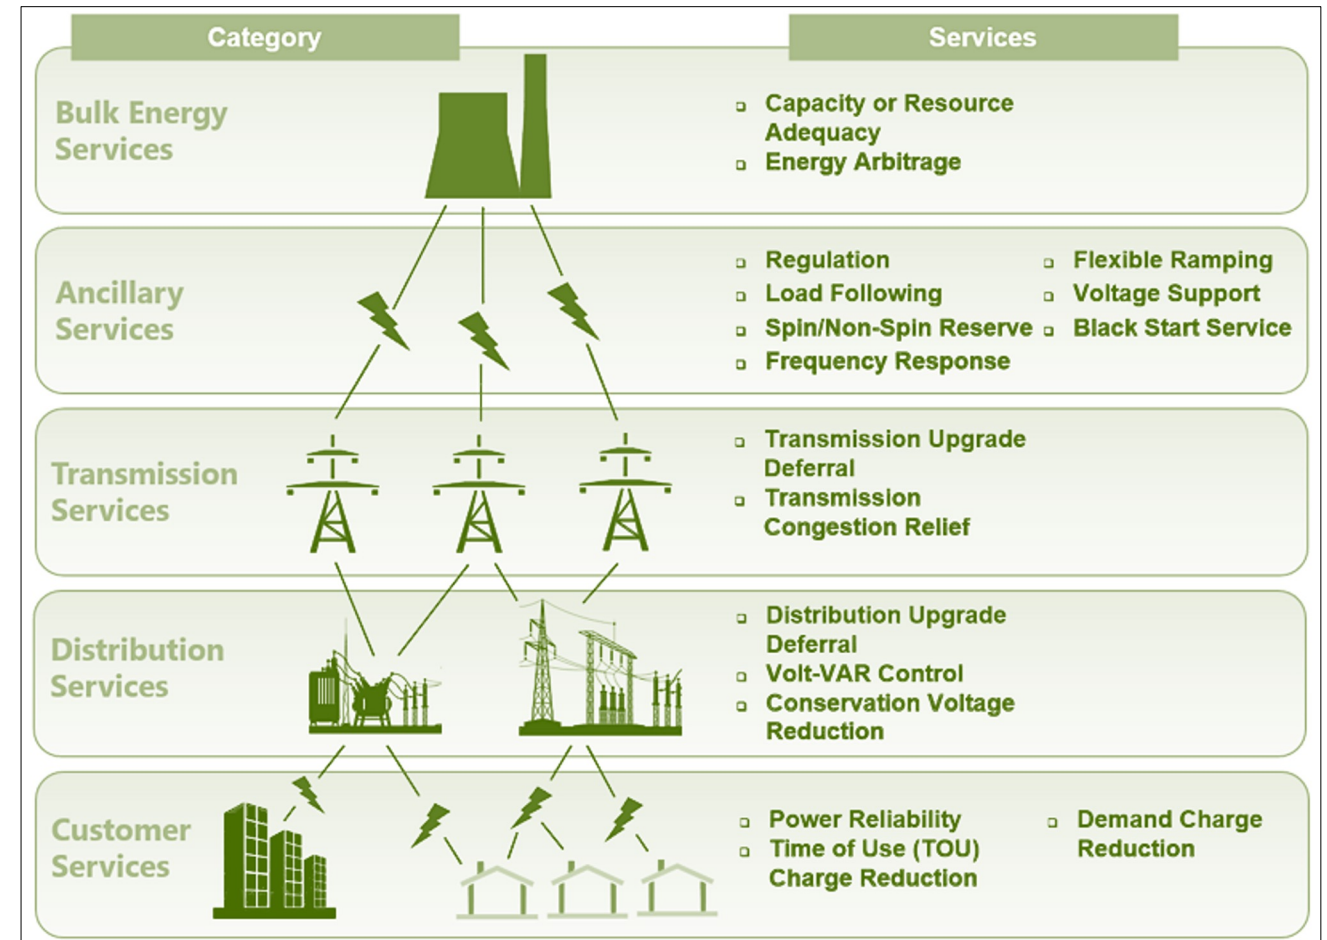 Category
Services
Bulk Energy
Services
Capacity or Resource
Adequacy
Energy Arbitrage
Ancillary
Services
Regulation
Load Following
Spin/Non-Spin Reserve
Frequency Response
Flexible Ramping
Voltage Support
Black Start Service
Transmission
Services
Transmission Upgrade
Deferral
Transmission
Congestion Relief
Distribution
Services
Distribution Upgrade
Deferral
Volt-VAR Control
Conservation Voltage
Reduction
Customer
Services
Power Reliability
Time of Use (TOU)
Charge Reduction
Demand Charge
Reduction